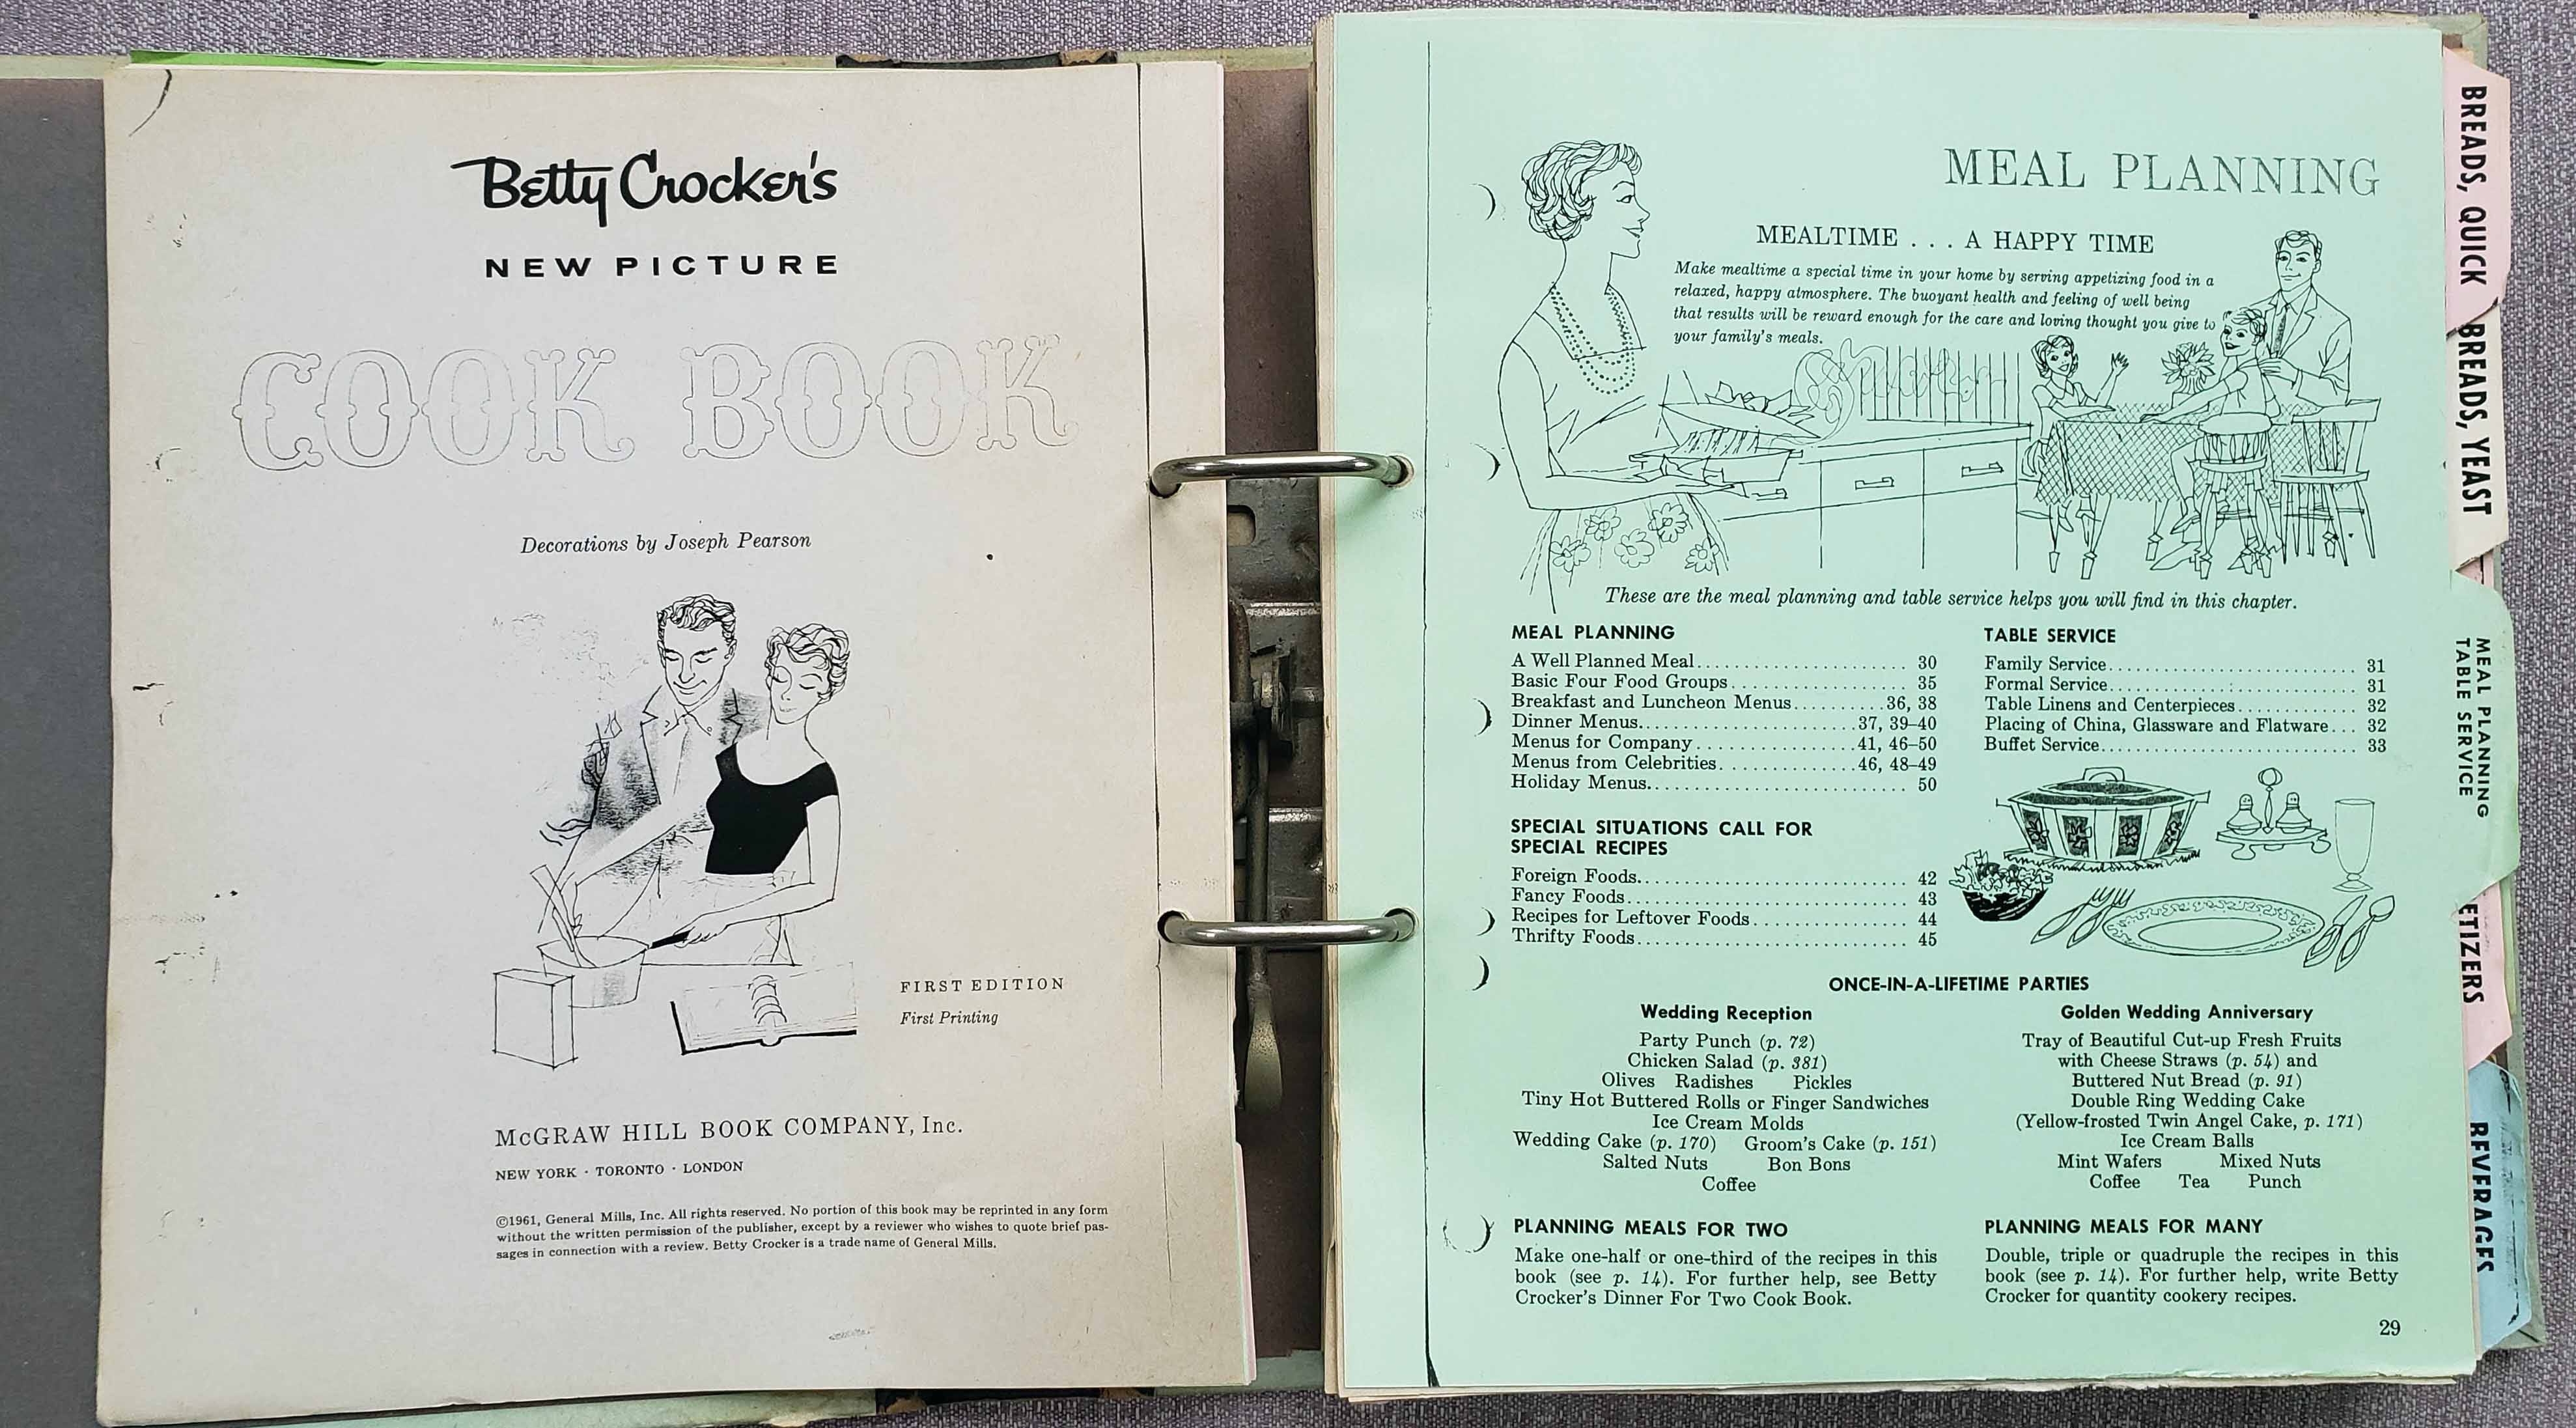 Betty Crocker's
NEW PICTURE
COOK BOOK
Decorations by Joseph Pearson
FIRST EDITION
First Printing
McGRAW HILL BOOK COMPANY, Inc.
NEW YORK · TORONTO · LONDON
©1961, General Mills, Inc. All rights reserved. No portion of this book may be reprinted in any form
without the written permission of the publisher, except by a reviewer who wishes to quote brief pas-
sages in connection with a review. Betty Crocker is a trade name of General Mills.
MEAL PLANNING
MEALTIME . . . A HAPPY TIME
Make mealtime a special time in your home by serving appetizing food in a
relaxed, happy atmosphere. The buoyant health and feeling of well being
that results will be reward enough for the care and loving thought you give to
your family's meals.
These are the meal planning and table service helps you will find in this chapter.
MEAL PLANNING
A Well Planned Meal..................... 30
Basic Four Food Groups.................. 35
Breakfast and Luncheon Menus..........36, 38
Dinner Menus......................37, 39–40
Menus for Company................41, 46–50
Menus from Celebrities..............46, 48–49
Holiday Menus.......................... 50
SPECIAL SITUATIONS CALL FOR
SPECIAL RECIPES
Foreign Foods........................... 42
Fancy Foods............................ 43
Recipes for Leftover Foods................ 44
Thrifty Foods........................... 45
TABLE SERVICE
Family Service......................... 31
Formal Service......................... 31
Table Linens and Centerpieces............ 32
Placing of China, Glassware and Flatware... 32
Buffet Service.......................... 33
ONCE-IN-A-LIFETIME PARTIES
Wedding Reception
Party Punch (p. 72)
Chicken Salad (p. 381)
Olives Radishes Pickles
Tiny Hot Buttered Rolls or Finger Sandwiches
Ice Cream Molds
Wedding Cake (p. 170) Groom's Cake (p. 151)
Salted Nuts Bon Bons
Coffee
Golden Wedding Anniversary
Tray of Beautiful Cut-up Fresh Fruits
with Cheese Straws (p. 54) and
Buttered Nut Bread (p. 91)
Double Ring Wedding Cake
(Yellow-frosted Twin Angel Cake, p. 171)
Ice Cream Balls
Mint Wafers Mixed Nuts
Coffee Tea Punch
PLANNING MEALS FOR TWO
Make one-half or one-third of the recipes in this
book (see p. 14). For further help, see Betty
Crocker's Dinner For Two Cook Book.
PLANNING MEALS FOR MANY
Double, triple or quadruple the recipes in this
book (see p. 14). For further help, write Betty
Crocker for quantity cookery recipes.
29
BREADS, QUICK
BREADS, YEAST
MEAL PLANNING
TABLE SERVICE
ETIZERS
BEVERAGES